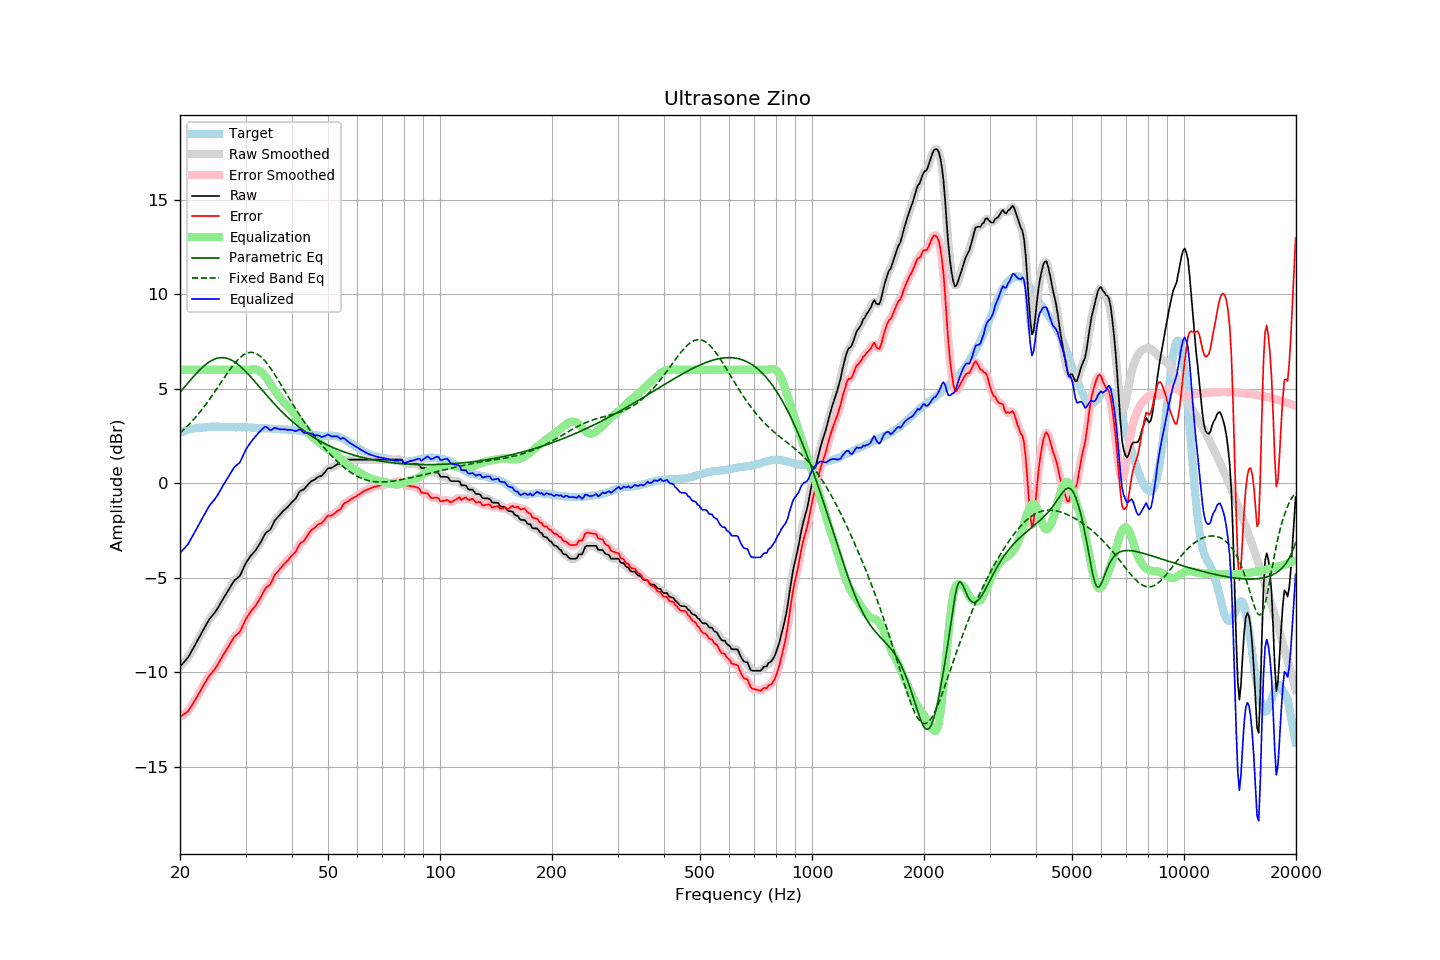 Ultrasone Zino
Target
Raw Smoothed
Error Smoothed
Raw
Error
Equalization
Parametric Eq
Fixed Band Eq
Equalized
Amplitude (dBr)
15
10
5
0
−5
−10
−15
20 50 100 200 500 1000 2000 5000 10000 20000
Frequency (Hz)